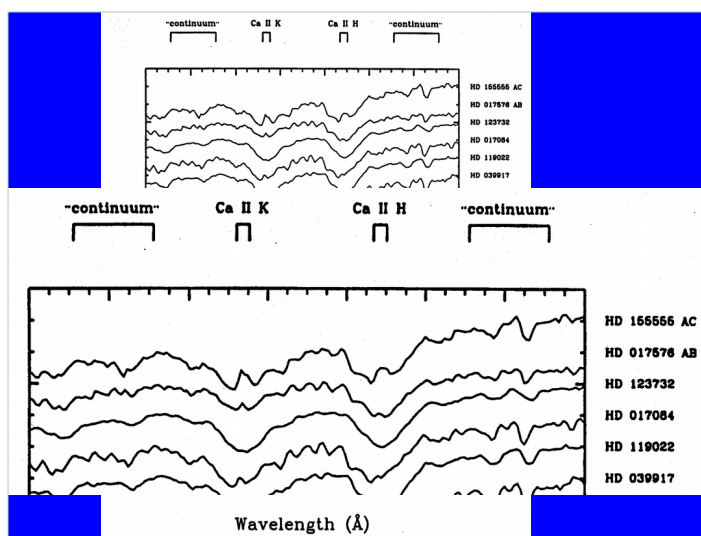 "continuum" Ca II K Ca II H "continuum"
HD 155555 AC
HD 017576 AB
HD 123732
HD 017084
HD 119022
HD 039917
"continuum" Ca II K Ca II H "continuum"
HD 155555 AC
HD 017576 AB
HD 123732
HD 017084
HD 119022
HD 039917
Wavelength (Å)